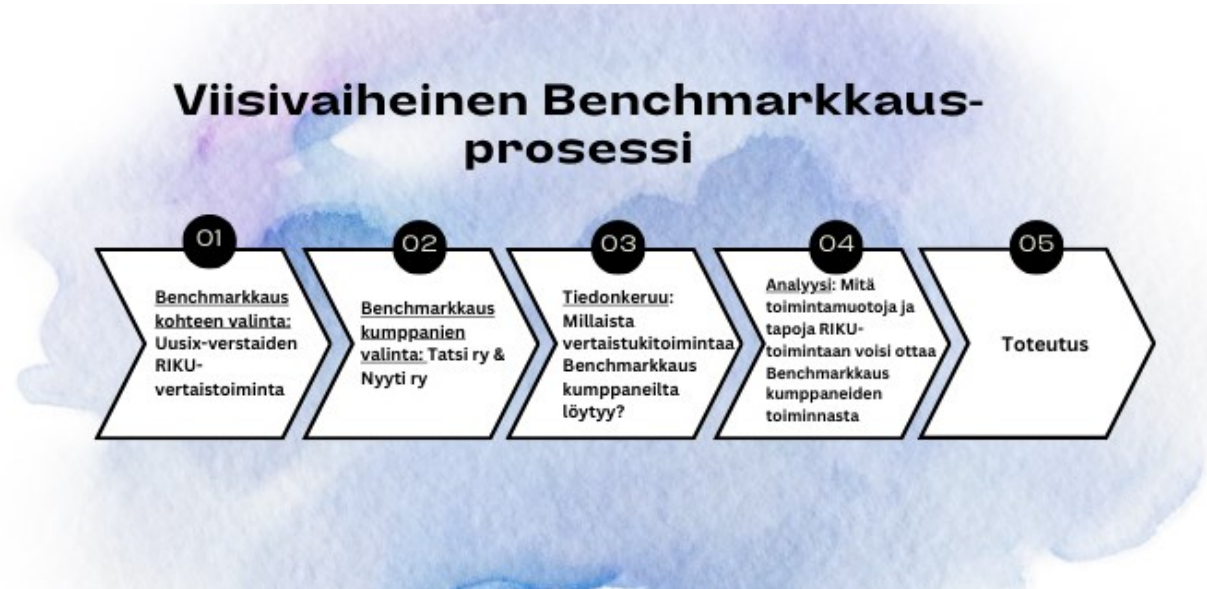 Viisivaiheinen Benchmarkkaus-
prosessi
01
Benchmarkkaus
kohteen valinta:
Uusix-verstaiden
RIKU-
vertaistoiminta
02
Benchmarkkaus
kumppanien
valinta: Tatsi ry &
Nyyti ry
03
Tiedonkeruu:
Millaista
vertaistukitoimintaa
Benchmarkkaus
kumppaneilta
löytyy?
04
Analyysi: Mitä
toimintamuotoja ja
tapoja RIKU-
toimintaan voisi ottaa
Benchmarkkaus
kumppaneiden
toiminnasta
05
Toteutus